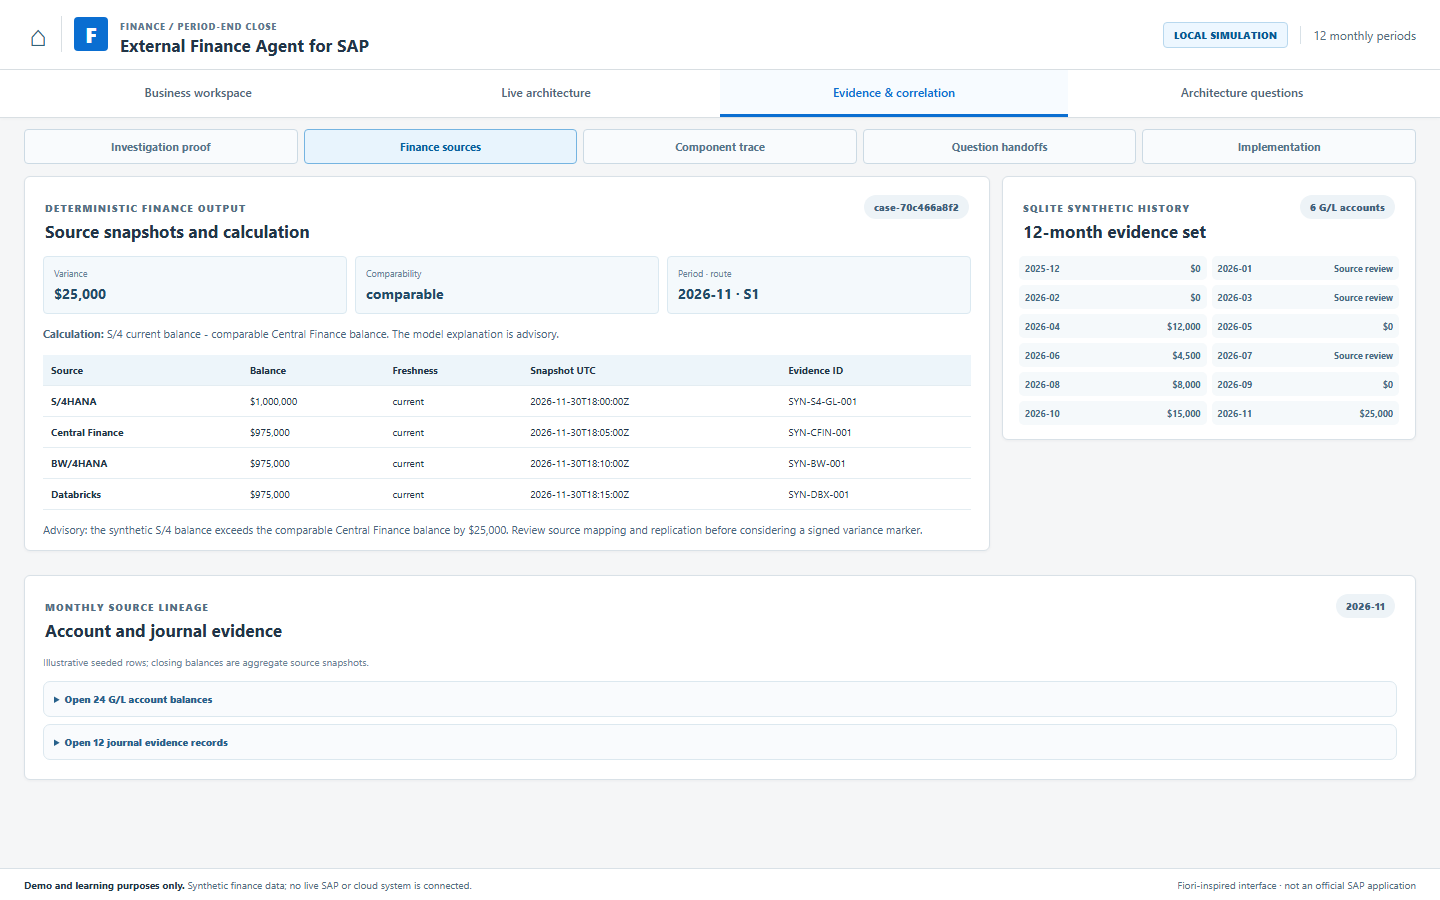 FINANCE / PERIOD-END CLOSE
F External Finance Agent for SAP
LOCAL SIMULATION 12 monthly periods
Business workspace Live architecture Evidence & correlation Architecture questions
Investigation proof Finance sources Component trace Question handoffs Implementation
DETERMINISTIC FINANCE OUTPUT case-70c466a8f2
Source snapshots and calculation
Variance
$25,000
Comparability
comparable
Period · route
2026-11 · S1
Calculation: S/4 current balance - comparable Central Finance balance. The model explanation is advisory.
Source Balance Freshness Snapshot UTC Evidence ID
S/4HANA $1,000,000 current 2026-11-30T18:00:00Z SYN-S4-GL-001
Central Finance $975,000 current 2026-11-30T18:05:00Z SYN-CFIN-001
BW/4HANA $975,000 current 2026-11-30T18:10:00Z SYN-BW-001
Databricks $975,000 current 2026-11-30T18:15:00Z SYN-DBX-001
Advisory: the synthetic S/4 balance exceeds the comparable Central Finance balance by $25,000. Review source mapping and replication before considering a signed variance marker.
SQLITE SYNTHETIC HISTORY 6 G/L accounts
12-month evidence set
2025-12 $0 2026-01 Source review
2026-02 $0 2026-03 Source review
2026-04 $12,000 2026-05 $0
2026-06 $4,500 2026-07 Source review
2026-08 $8,000 2026-09 $0
2026-10 $15,000 2026-11 $25,000
MONTHLY SOURCE LINEAGE 2026-11
Account and journal evidence
Illustrative seeded rows; closing balances are aggregate source snapshots.
Open 24 G/L account balances
Open 12 journal evidence records
Demo and learning purposes only. Synthetic finance data; no live SAP or cloud system is connected.
Fiori-inspired interface · not an official SAP application